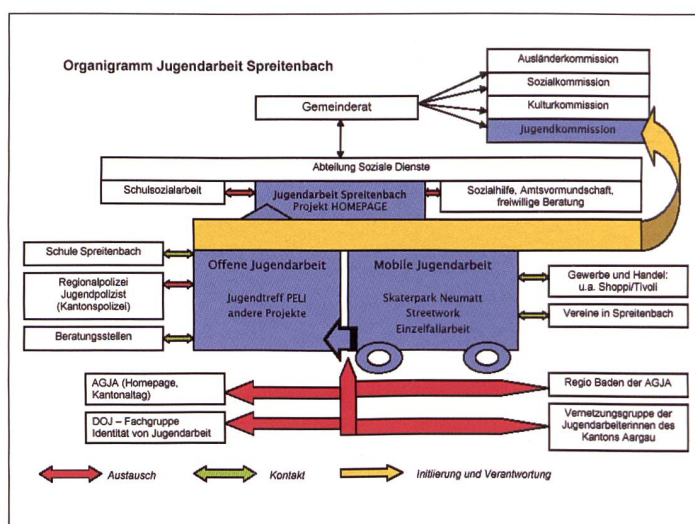 Organigramm Jugendarbeit Spreitenbach
Ausländerkommission
Sozialkommission
Kulturkommission
Jugendkommission
Gemeinderat
Abteilung Soziale Dienste
Schulsozialarbeit
Jugendarbeit Spreitenbach
Projekt HOMEPAGE
Sozialhilfe, Amtsvormundschaft,
freiwillige Beratung
Schule Spreitenbach
Regionalpolizei
Jugendpolizist
(Kantonspolizei)
Beratungsstellen
Offene Jugendarbeit
Jugendtreff PELI
andere Projekte
Mobile Jugendarbeit
Skaterpark Neumatt
Streetwork
Einzelfallarbeit
Gewerbe und Handel:
u.a. Shoppi/Tivoli
Vereine in Spreitenbach
AGJA (Homepage,
Kantonaltag)
DOJ – Fachgruppe
Identität von Jugendarbeit
Regio Baden der AGJA
Vernetzungsgruppe der
Jugendarbeiterinnen des
Kantons Aargau
Austausch
Kontakt
Initiierung und Verantwortung